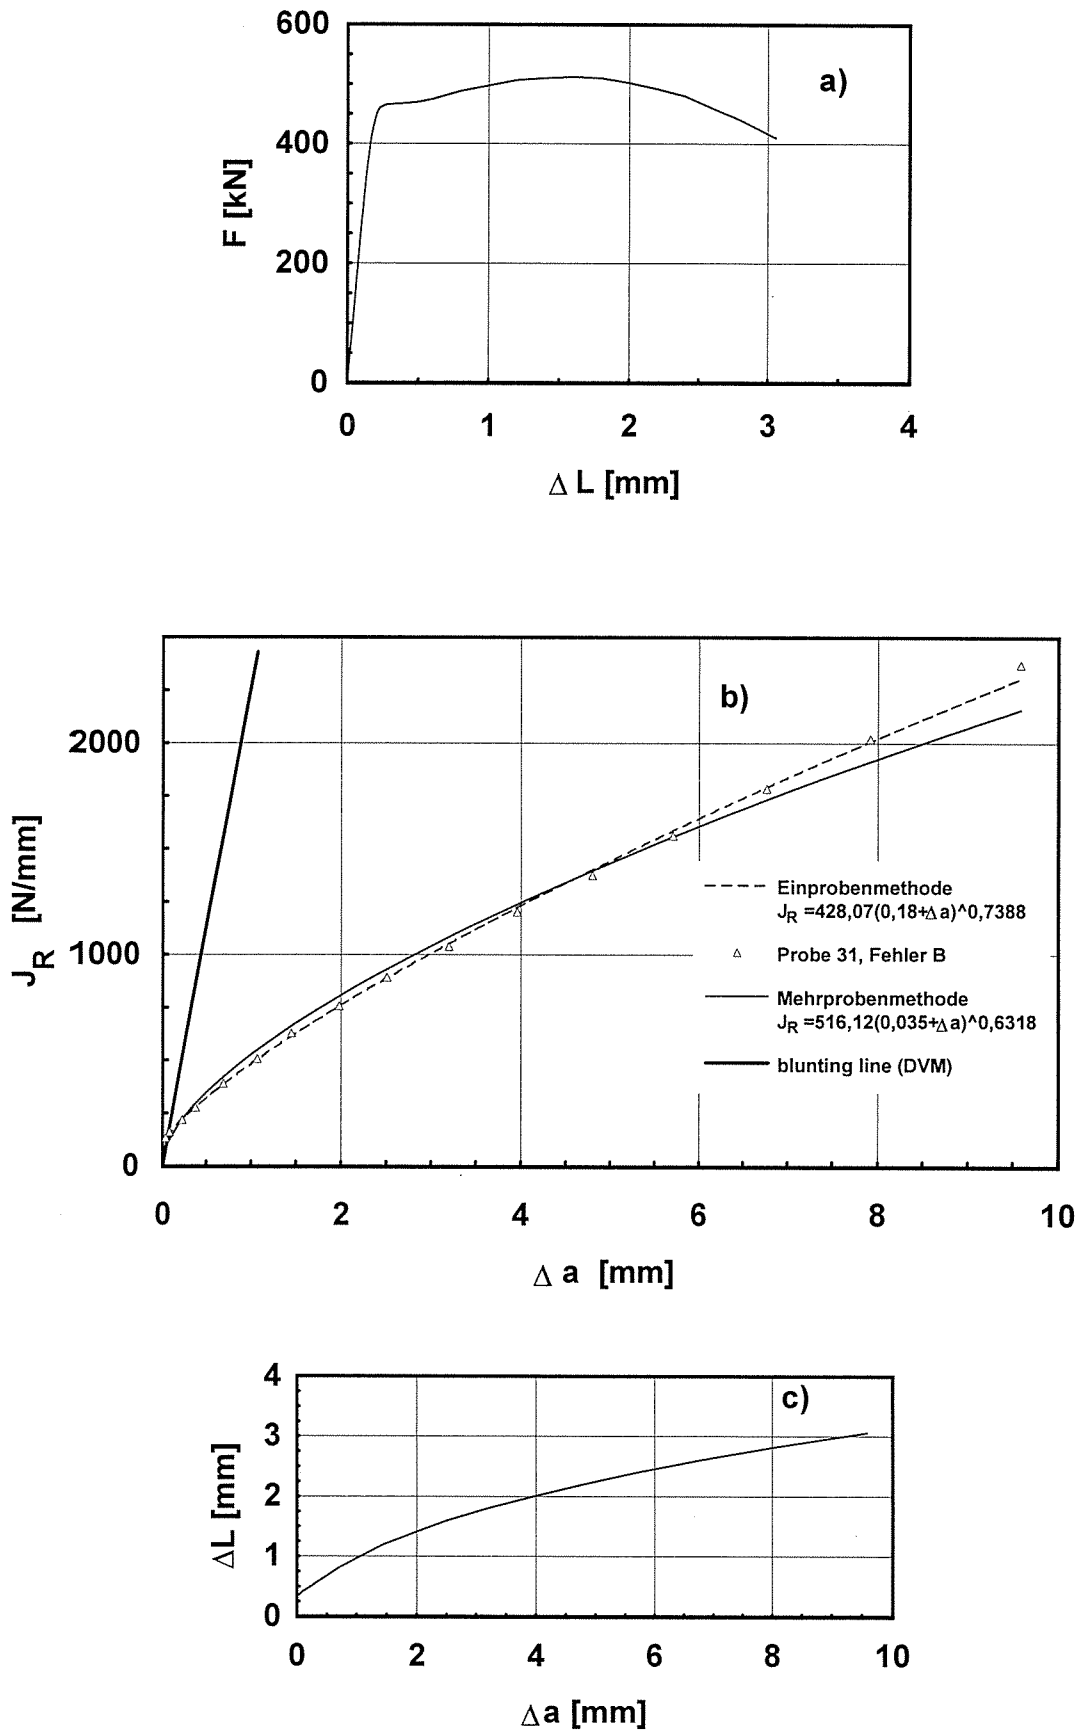 600
400
200
0
F [kN]
a)
0 1 2 3 4
Δ L [mm]
2000
1000
0
J_R [N/mm]
b)
Einprobenmethode
J_R =428,07(0,18+Δa)^0,7388
Probe 31, Fehler B
Mehrprobenmethode
J_R =516,12(0,035+Δa)^0,6318
blunting line (DVM)
0 2 4 6 8 10
Δ a [mm]
4
3
2
1
0
ΔL [mm]
c)
0 2 4 6 8 10
Δa [mm]